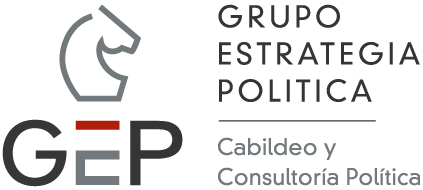 GEP
GRUPO
ESTRATEGIA
POLITICA
Cabildeo y
Consultoría Política